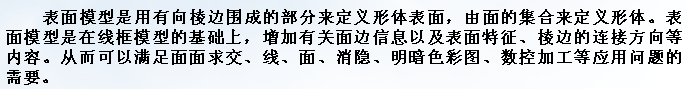 表面模型是用有向棱边围成的部分来定义形体表面，由面的集合来定义形体。表
面模型是在线框模型的基础上，增加有关面边信息以及表面特征、棱边的连接方向等
内容。从而可以满足面面求交、线、面、消隐、明暗色彩图、数控加工等应用问题的
需要。